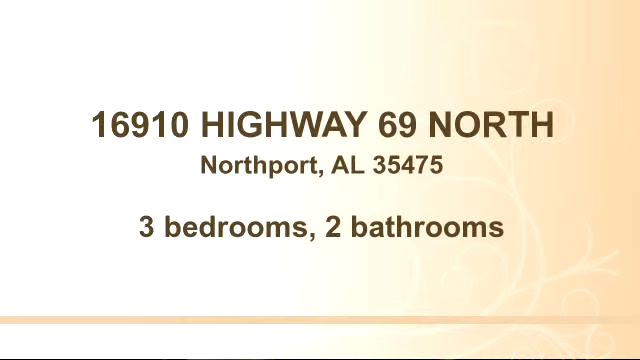 16910 HIGHWAY 69 NORTH
Northport, AL 35475
3 bedrooms, 2 bathrooms